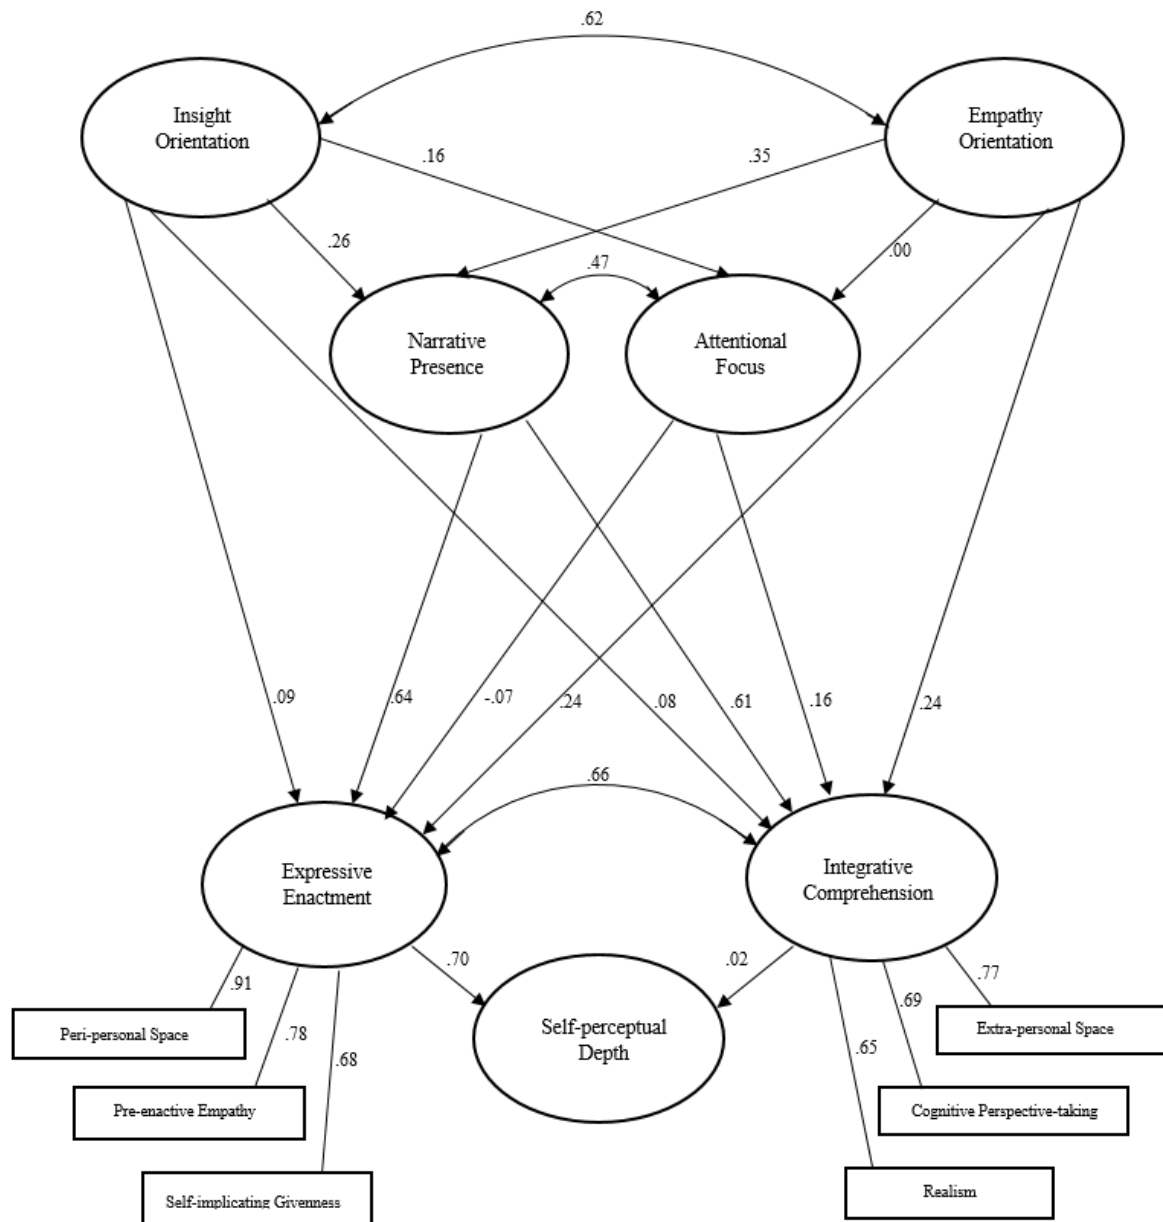 .62
Insight
Orientation
Empathy
Orientation
.16
.35
.26
.47
.00
Narrative
Presence
Attentional
Focus
.09
.64
-.07
.24
.08
.61
.16
.24
.66
Expressive
Enactment
Integrative
Comprehension
.70
.02
.91
.77
.69
.78
.65
.68
Self-perceptual
Depth
Peri-personal Space
Extra-personal Space
Pre-enactive Empathy
Cognitive Perspective-taking
Self-implicating Givenness
Realism